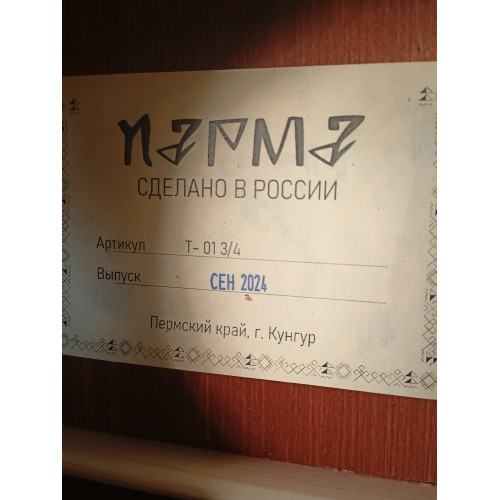 ПАРМА
СДЕЛАНО В РОССИИ
Артикул Т- 01 3/4
Выпуск СЕН 2024
Пермский край, г. Кунгур